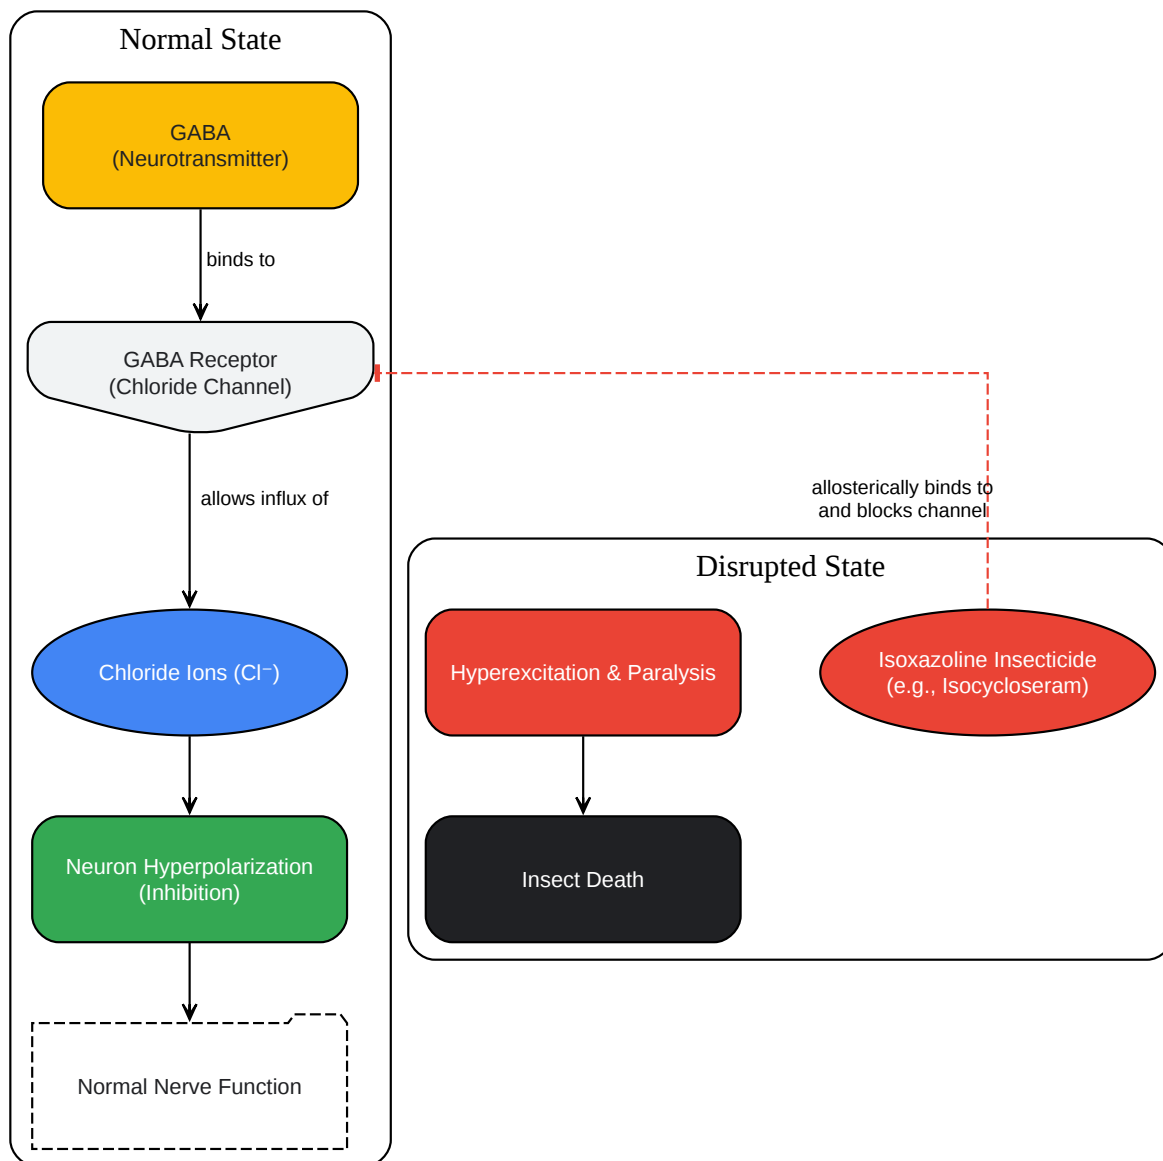 Normal State
GABA
(Neurotransmitter)
binds to
GABA Receptor
(Chloride Channel)
allows influx of
Chloride Ions (Cl⁻)
Neuron Hyperpolarization
(Inhibition)
Normal Nerve Function
allosterically binds to
and blocks channel
Disrupted State
Hyperexcitation & Paralysis
Isoxazoline Insecticide
(e.g., Isocycloseram)
Insect Death